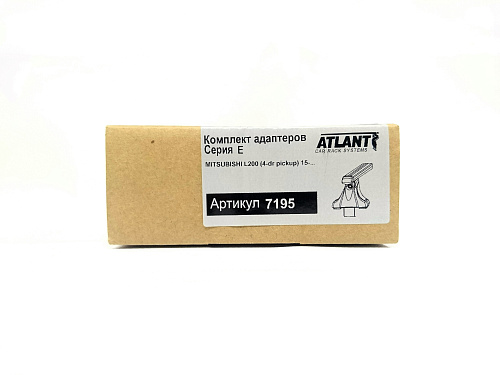 Комплект адаптеров
Серия E
ATLANT
CAR RACK SYSTEMS
MITSUBISHI L200 (4-dr pickup) 15-...
Артикул 7195